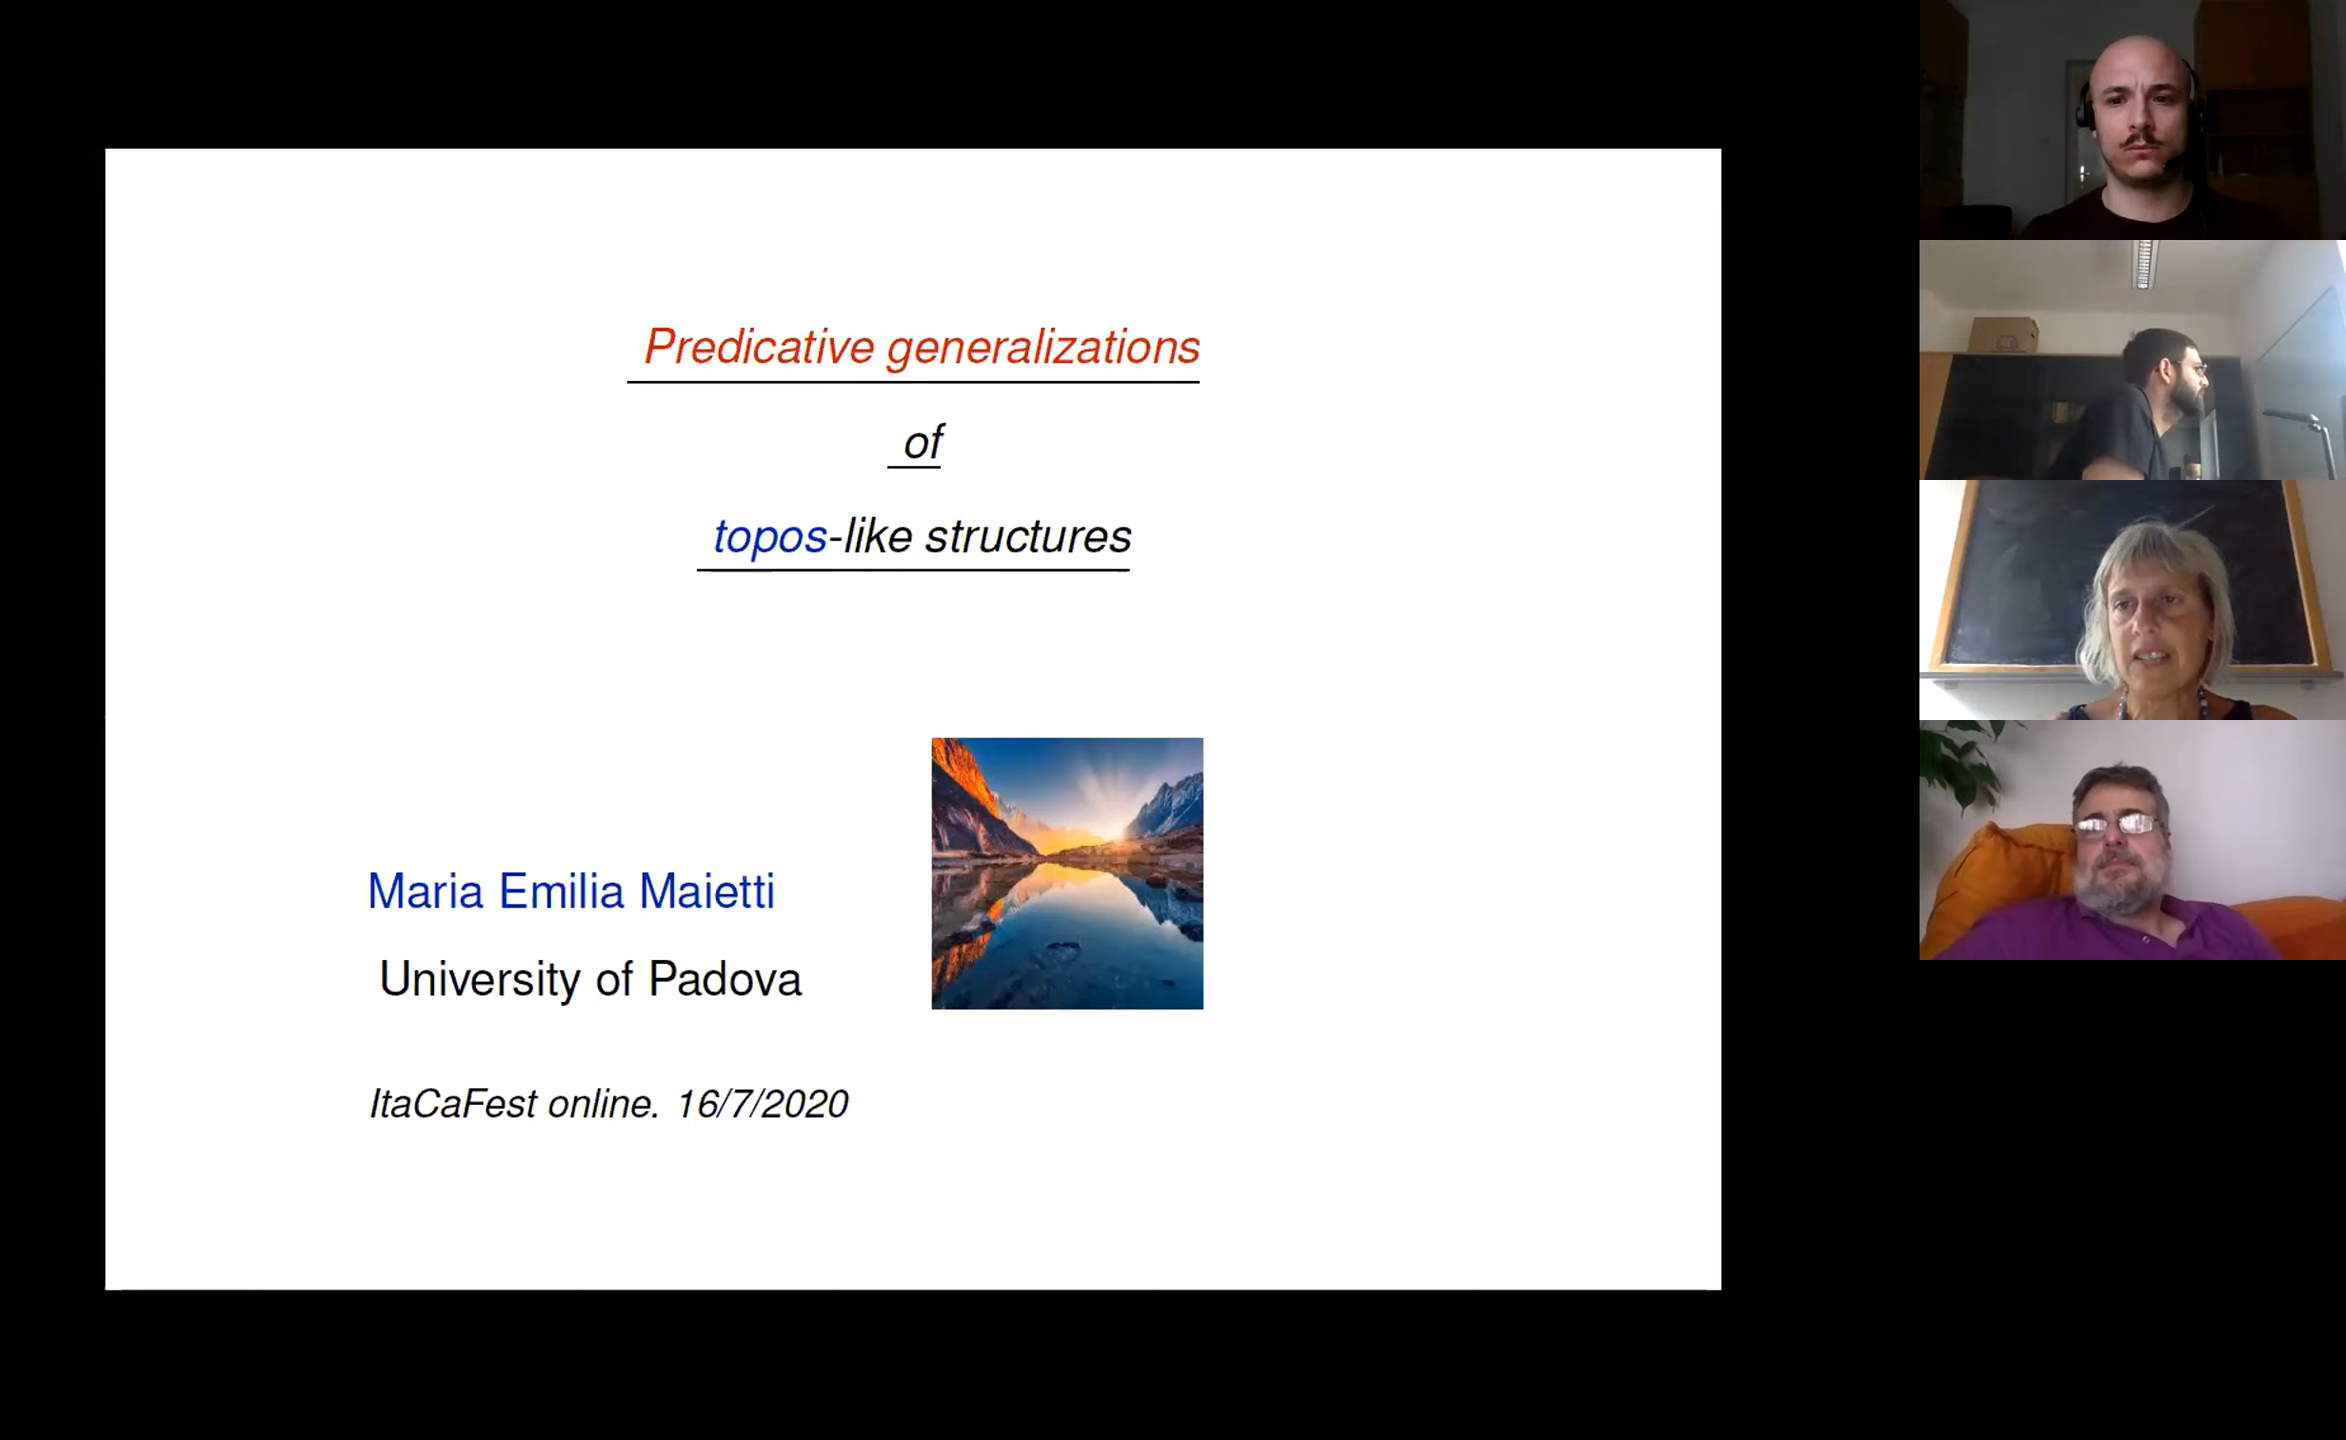 Predicative generalizations
of
topos-like structures
Maria Emilia Maietti
University of Padova
ItaCaFest online. 16/7/2020